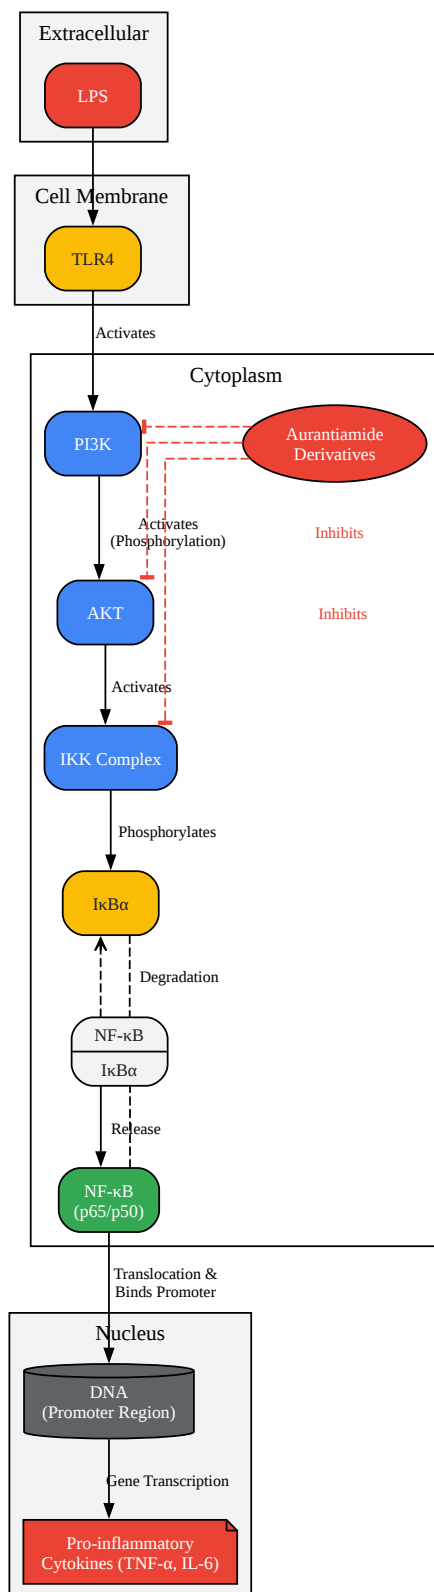 Extracellular
LPS
Cell Membrane
TLR4
Activates
Cytoplasm
PI3K
Aurantiamide
Derivatives
Activates
(Phosphorylation)
Inhibits
AKT
Inhibits
Activates
IKK Complex
Phosphorylates
IκBα
Degradation
NF-κB
IκBα
Release
NF-κB
(p65/p50)
Translocation &
Binds Promoter
Nucleus
DNA
(Promoter Region)
Gene Transcription
Pro-inflammatory
Cytokines (TNF-α, IL-6)